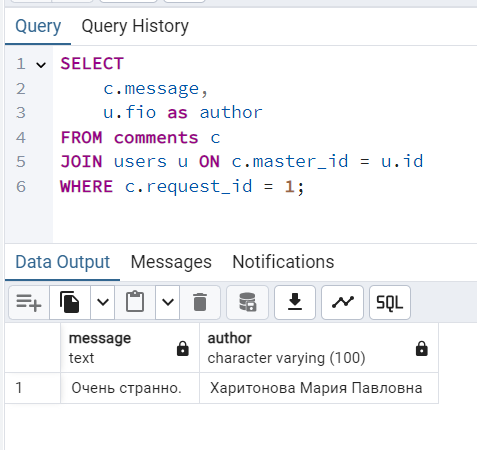 Query Query History
1 SELECT
2 c.message,
3 u.fio as author
4 FROM comments c
5 JOIN users u ON c.master_id = u.id
6 WHERE c.request_id = 1;
Data Output Messages Notifications
SQL
message author
text character varying (100)
1 Очень странно. Харитонова Мария Павловна